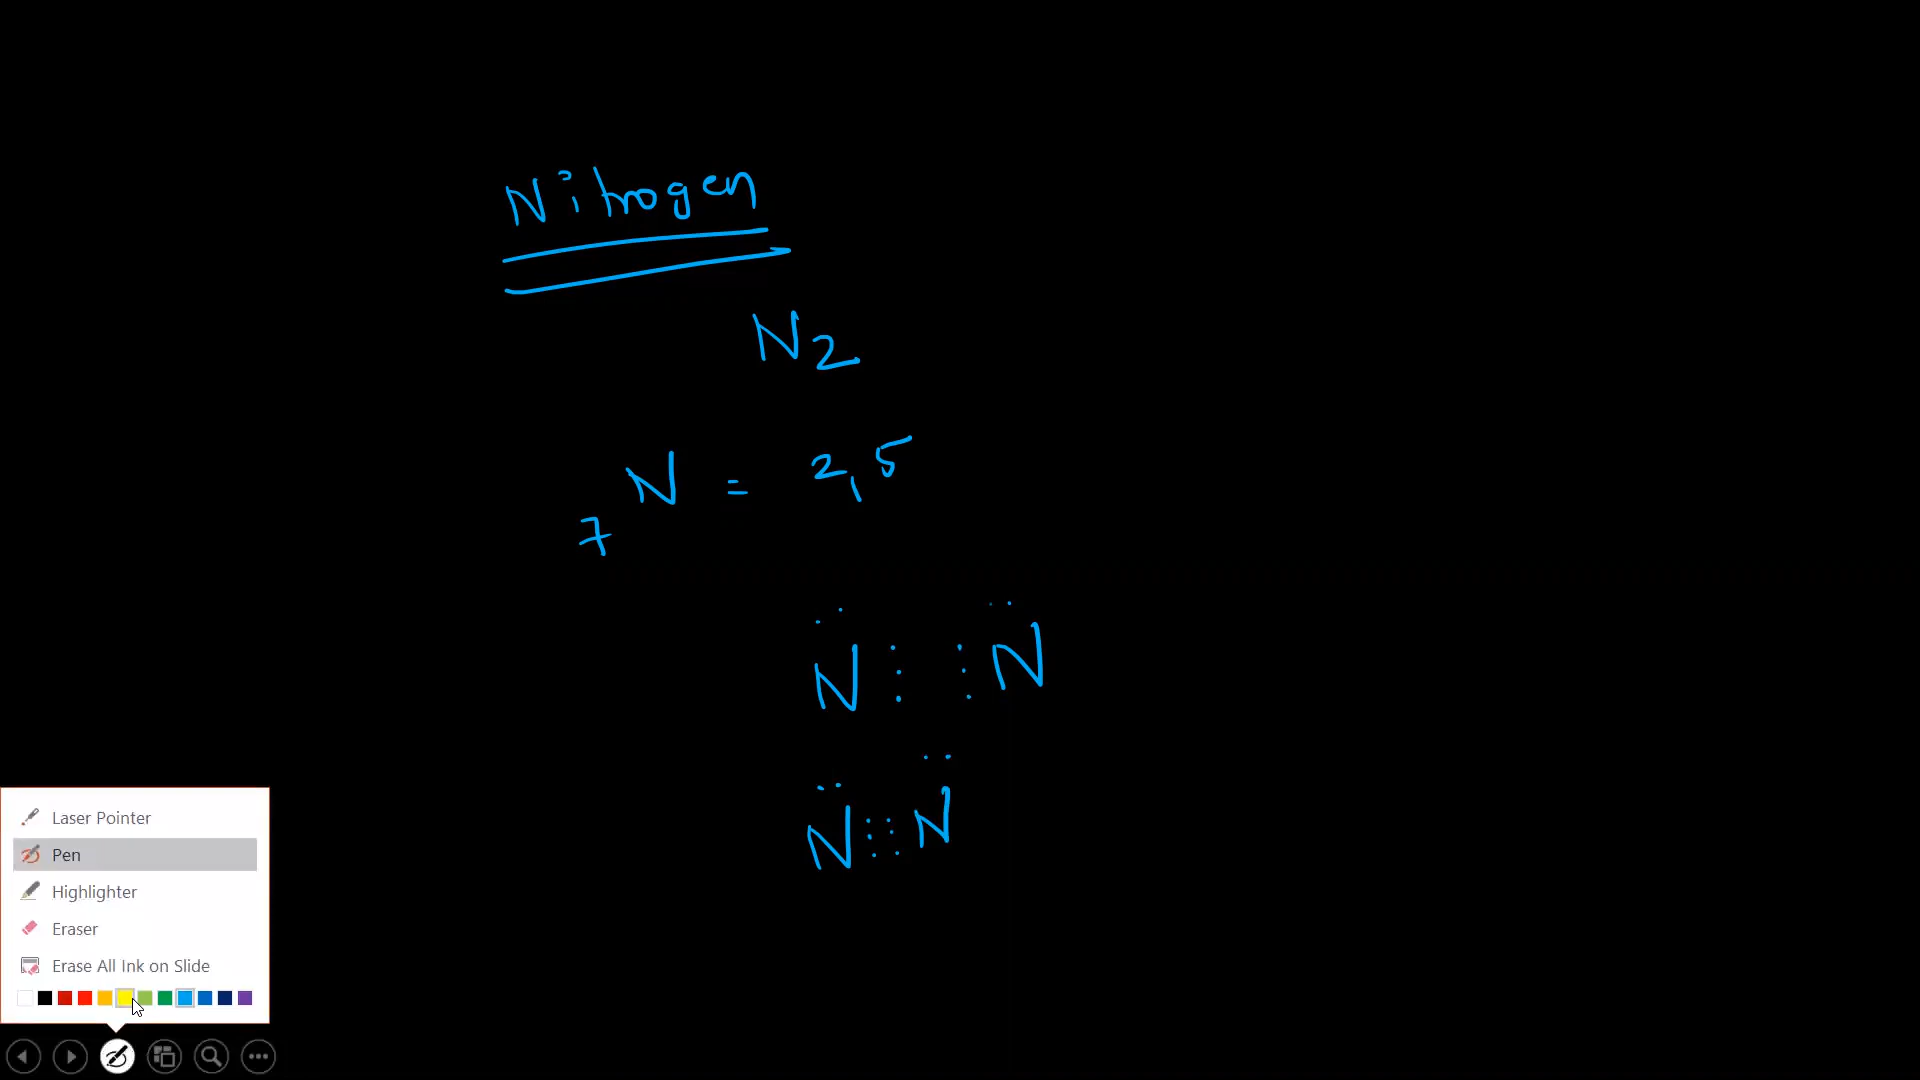 Nitrogen
N2
7N = 2,5
N::: :::N
N:::N
Laser Pointer
Pen
Highlighter
Eraser
Erase All Ink on Slide